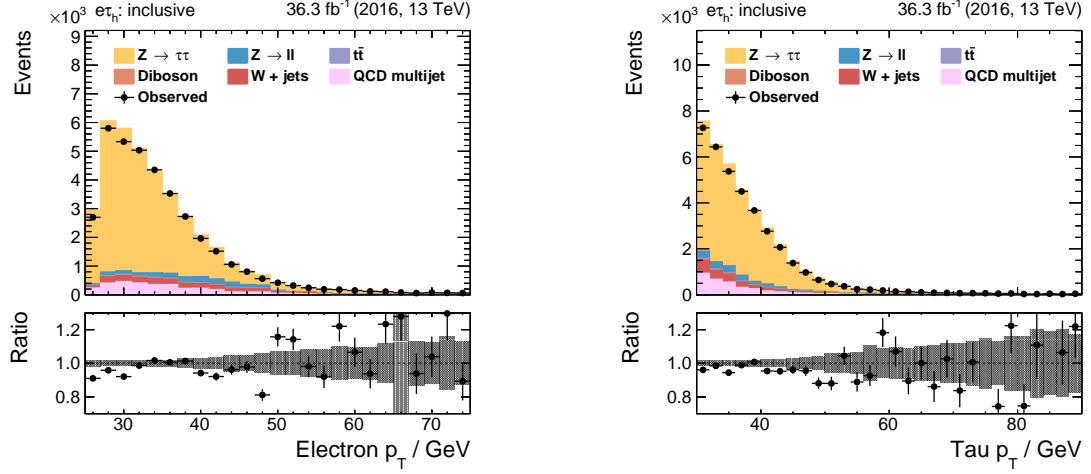 ×10³ eτₕ: inclusive 36.3 fb⁻¹ (2016, 13 TeV)
Events
9
8
7
6
5
4
3
2
1
0
Z → ττ Z → ll tt̄
Diboson W + jets QCD multijet
Observed
Ratio
1.2
1.0
0.8
30 40 50 60 70
Electron p_T / GeV
×10³ eτₕ: inclusive 36.3 fb⁻¹ (2016, 13 TeV)
Events
10
8
6
4
2
0
Z → ττ Z → ll tt̄
Diboson W + jets QCD multijet
Observed
Ratio
1.2
1.0
0.8
40 60 80
Tau p_T / GeV